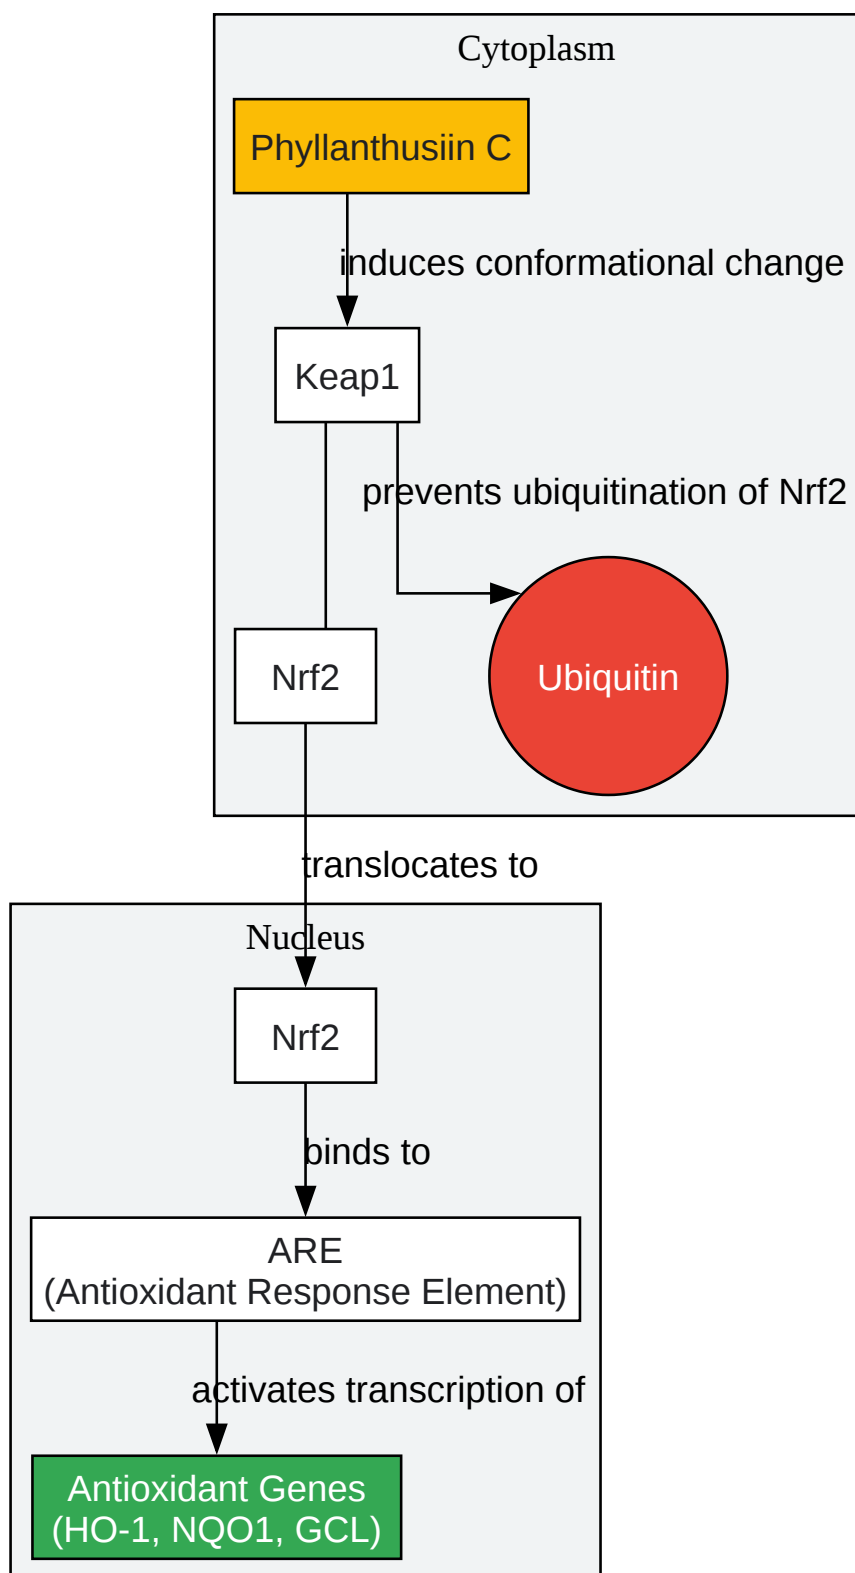 Cytoplasm
Phyllanthusiin C
induces conformational change
Keap1
prevents ubiquitination of Nrf2
Nrf2
Ubiquitin
translocates to
Nucleus
Nrf2
binds to
ARE
(Antioxidant Response Element)
activates transcription of
Antioxidant Genes
(HO-1, NQO1, GCL)